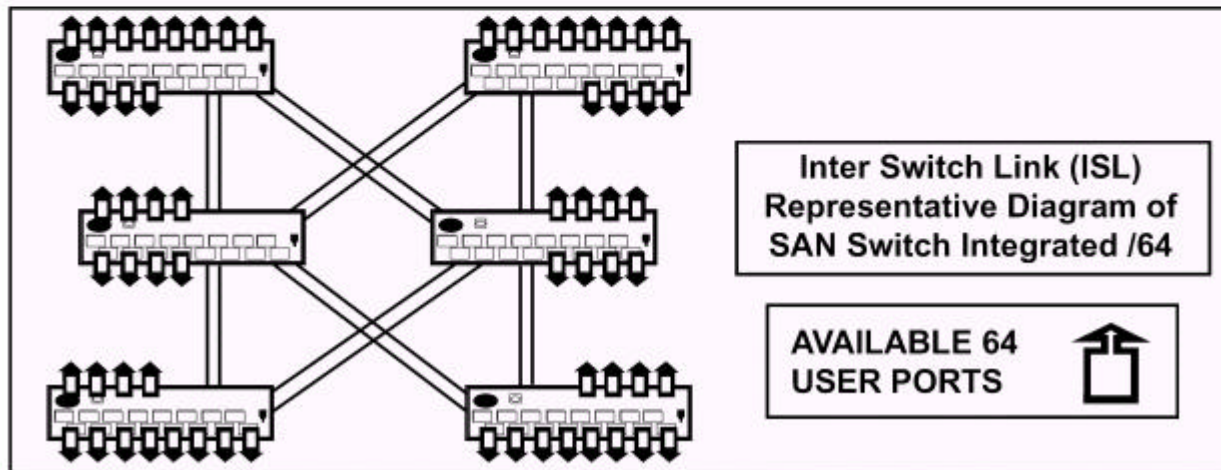 Inter Switch Link (ISL)
Representative Diagram of
SAN Switch Integrated /64
AVAILABLE 64
USER PORTS